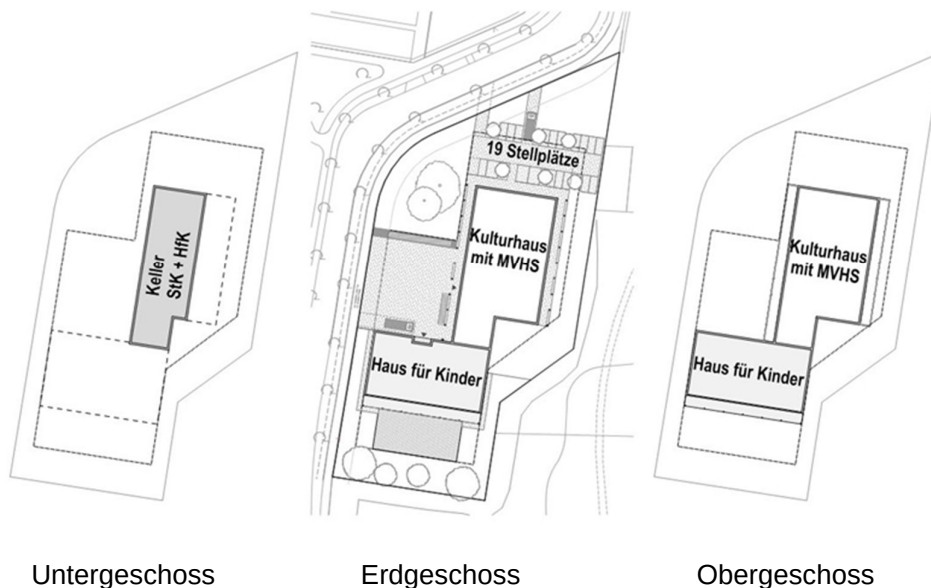 19 Stellplätze
Kulturhaus
mit MVHS
Haus für Kinder
Keller
StK + HfK
Kulturhaus
mit MVHS
Haus für Kinder
Untergeschoss
Erdgeschoss
Obergeschoss